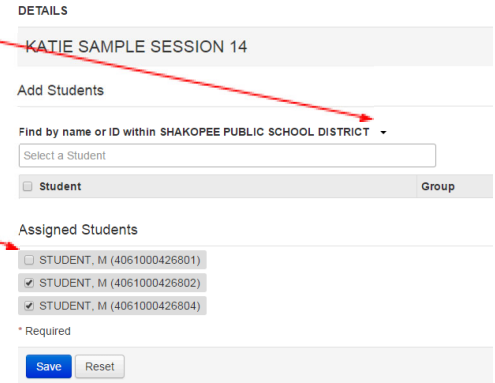 DETAILS
KATIE SAMPLE SESSION 14
Add Students
Find by name or ID within SHAKOPEE PUBLIC SCHOOL DISTRICT
Select a Student
Student Group
Assigned Students
STUDENT, M (4061000426801)
STUDENT, M (4061000426802)
STUDENT, M (4061000426804)
* Required
Save Reset